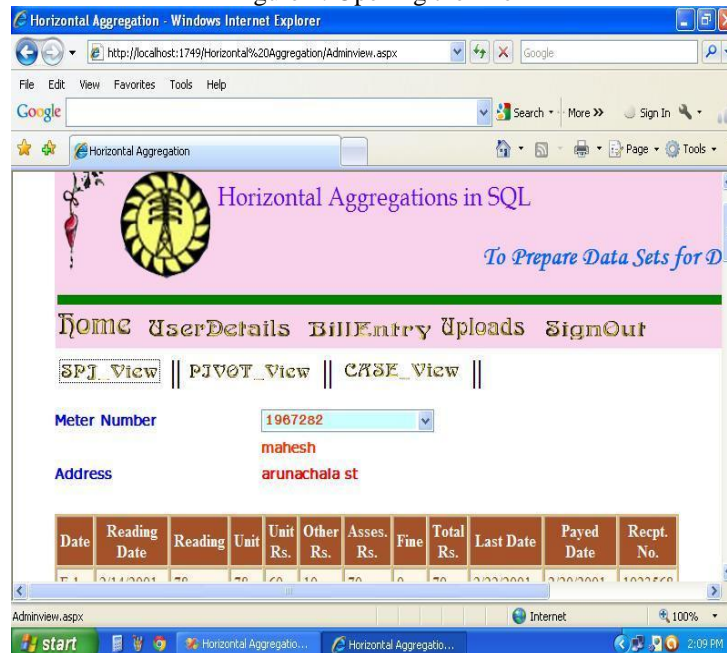 Horizontal Aggregation - Windows Internet Explorer
http://localhost:1749/Horizontal%20Aggregation/Adminview.aspx
Google
File Edit View Favorites Tools Help
Google
Search
More >>
Sign In
Horizontal Aggregation
Page
Tools
Horizontal Aggregations in SQL
To Prepare Data Sets for D
Home UserDetails BillEntry Uploads SignOut
SPJ_View || PIVOT_View || CASE_View ||
Meter Number 1967282
mahesh
Address arunachala st
Date Reading Date Reading Unit Unit Rs. Other Rs. Asses. Rs. Fine Total Rs. Last Date Payed Date Recpt. No.
Adminview.aspx Internet 100%
start Horizontal Aggregatio... Horizontal Aggregatio... 2:09 PM